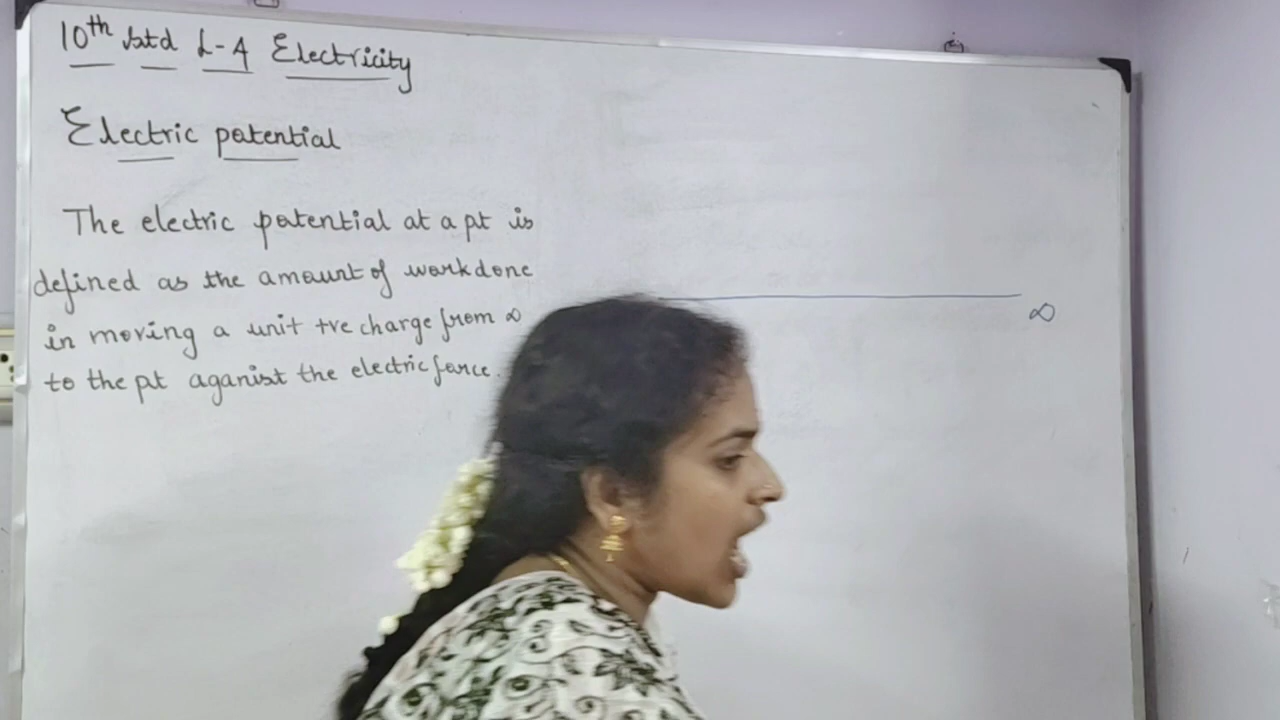 10th std L-4 Electricity
Electric potential
The electric potential at a pt is
defined as the amount of workdone
in moving a unit +ve charge from ∞
to the pt aganist the electric force.
∞